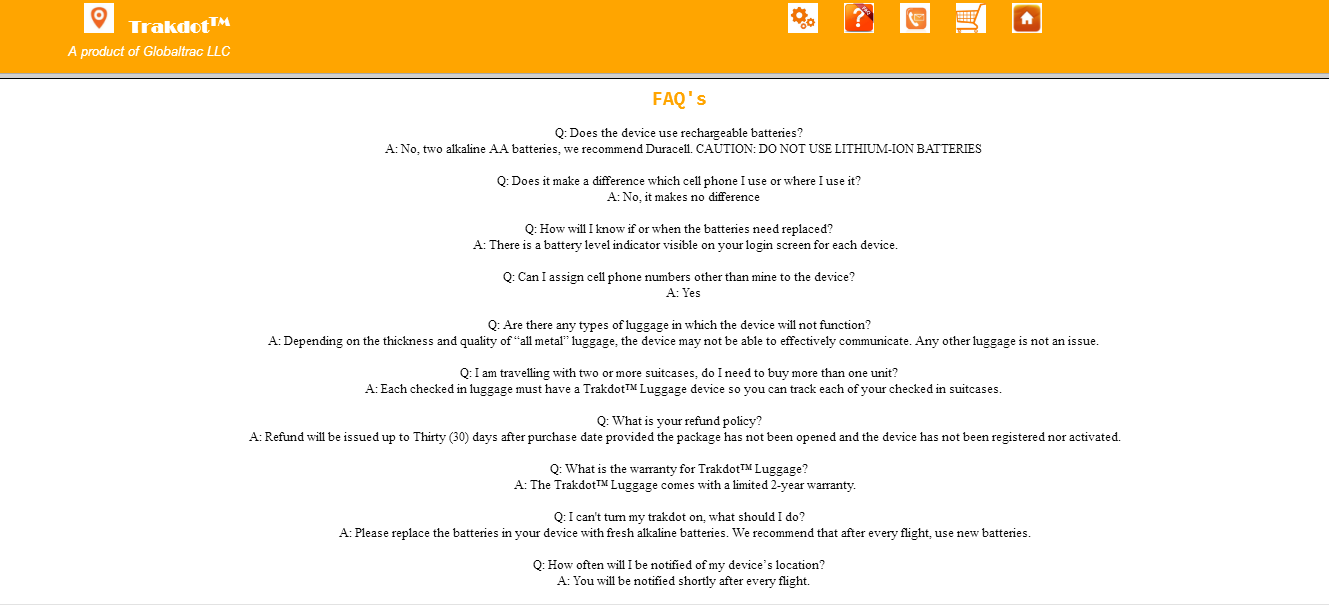 Trakdot™
A product of Globaltrac LLC
FAQ's
Q: Does the device use rechargeable batteries?
A: No, two alkaline AA batteries, we recommend Duracell. CAUTION: DO NOT USE LITHIUM-ION BATTERIES
Q: Does it make a difference which cell phone I use or where I use it?
A: No, it makes no difference
Q: How will I know if or when the batteries need replaced?
A: There is a battery level indicator visible on your login screen for each device.
Q: Can I assign cell phone numbers other than mine to the device?
A: Yes
Q: Are there any types of luggage in which the device will not function?
A: Depending on the thickness and quality of “all metal” luggage, the device may not be able to effectively communicate. Any other luggage is not an issue.
Q: I am travelling with two or more suitcases, do I need to buy more than one unit?
A: Each checked in luggage must have a Trakdot™ Luggage device so you can track each of your checked in suitcases.
Q: What is your refund policy?
A: Refund will be issued up to Thirty (30) days after purchase date provided the package has not been opened and the device has not been registered nor activated.
Q: What is the warranty for Trakdot™ Luggage?
A: The Trakdot™ Luggage comes with a limited 2-year warranty.
Q: I can't turn my trakdot on, what should I do?
A: Please replace the batteries in your device with fresh alkaline batteries. We recommend that after every flight, use new batteries.
Q: How often will I be notified of my device’s location?
A: You will be notified shortly after every flight.